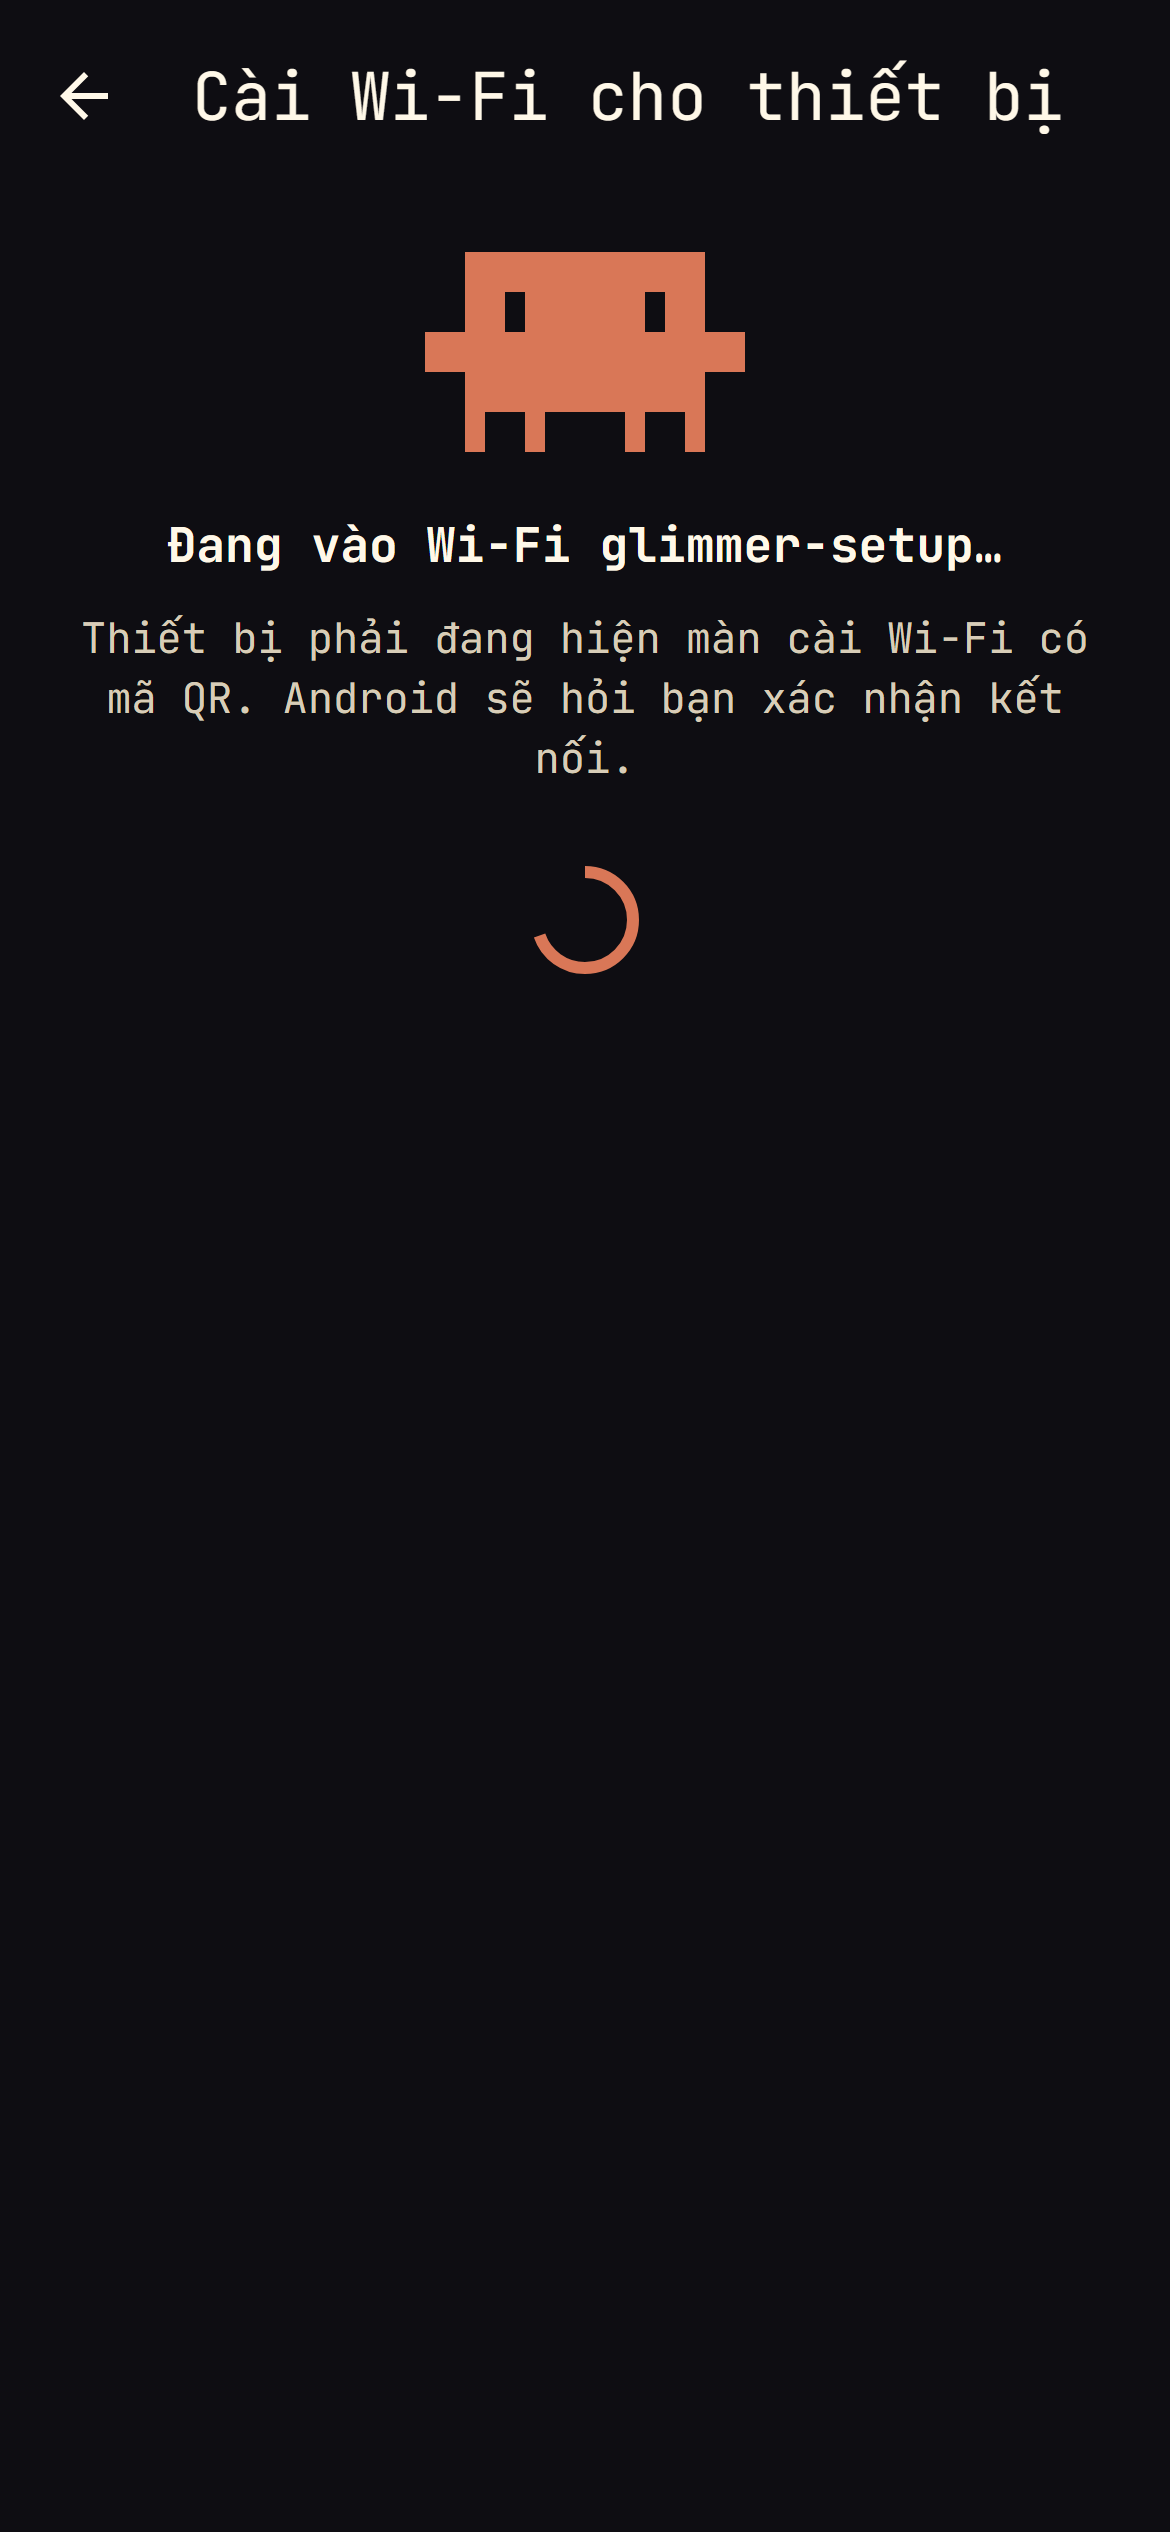 Cài Wi-Fi cho thiết bị
Đang vào Wi-Fi glimmer-setup…
Thiết bị phải đang hiện màn cài Wi-Fi có
mã QR. Android sẽ hỏi bạn xác nhận kết
nối.